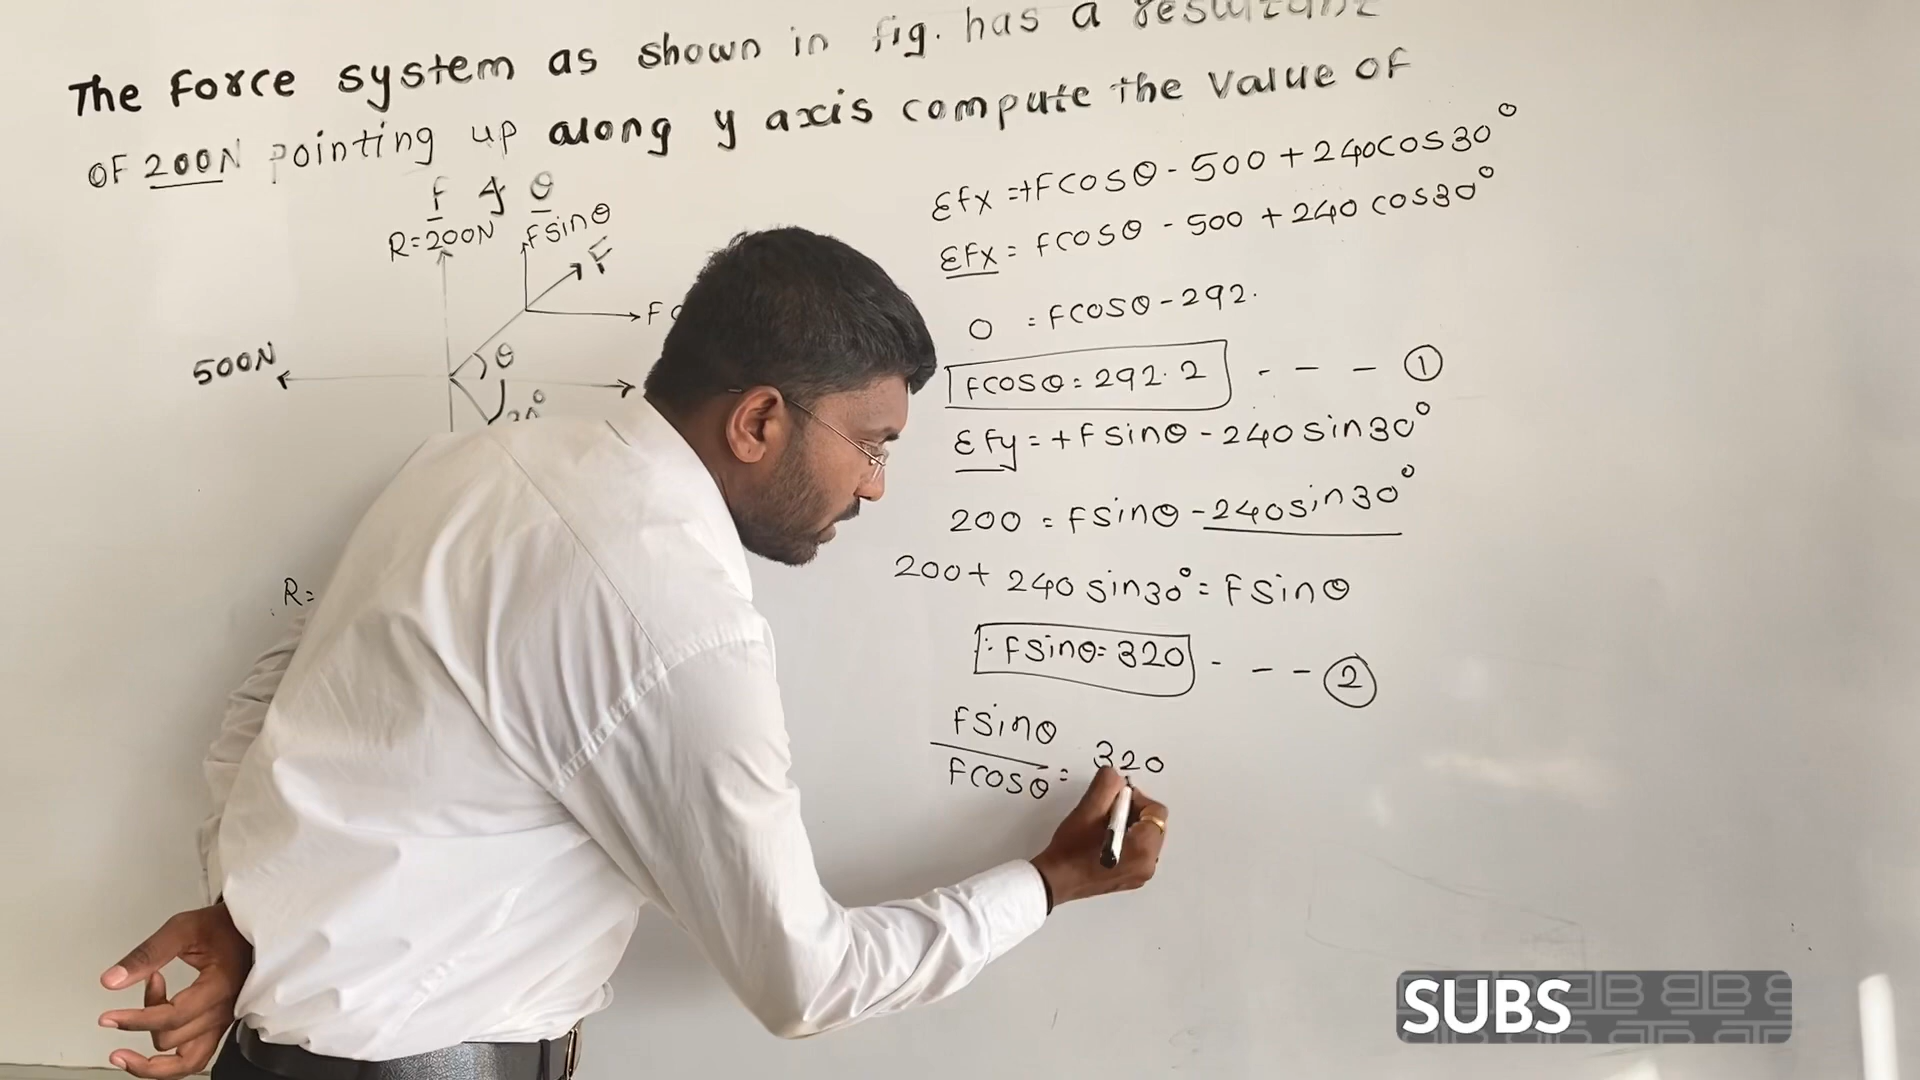 The Force system as shown in fig. has a resultant
OF 200N pointing up along y axis compute the value of
F & θ
R=200N
Fsinθ
F
F
500N
θ
30°
R=
ΣFx =+FCOSθ-500+240COS30°
ΣFx = FCOSθ-500+240 COS30°
0 = FCOSθ-292.
FCOSθ=292.2 - - - ①
ΣFy=+Fsinθ-240sin30°
200 = Fsinθ-240sin30°
200+240sin30°=Fsinθ
∴Fsinθ=320 - - - ②
Fsinθ
FCOSθ = 320
SUBS